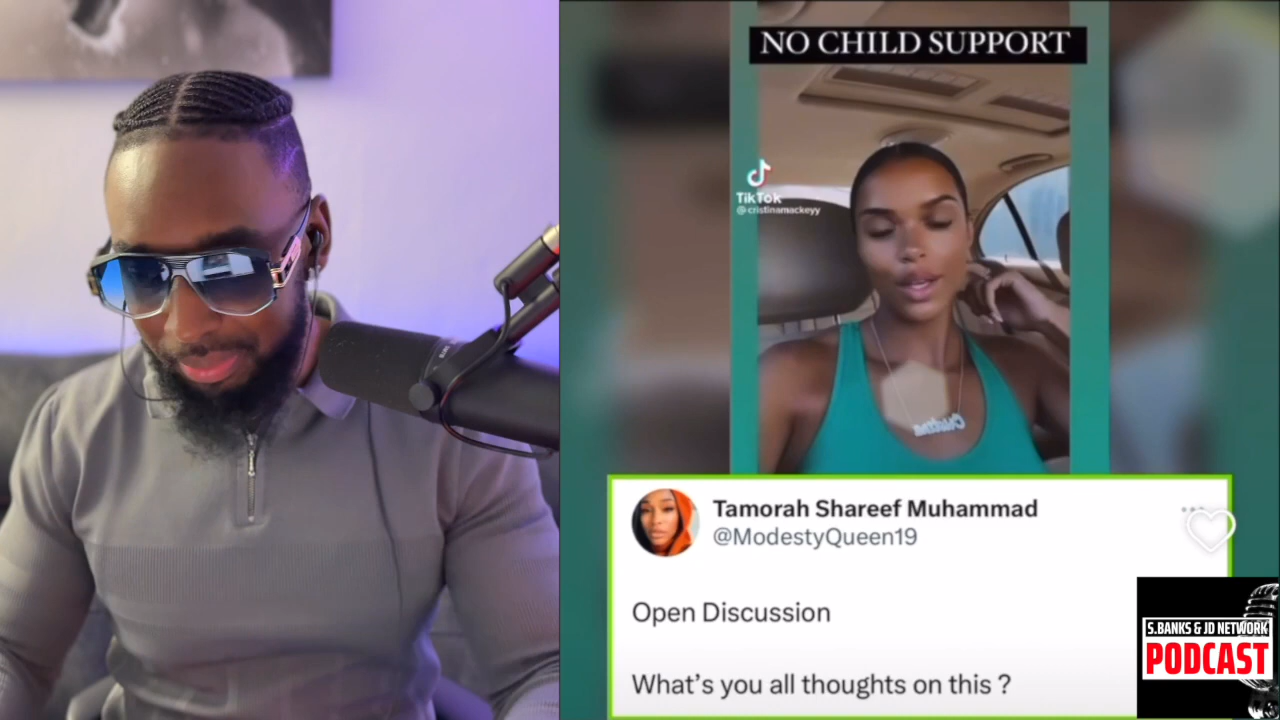 NO CHILD SUPPORT
TikTok
@cristinamackeyy
Tamorah Shareef Muhammad
@ModestyQueen19
Open Discussion
What's you all thoughts on this ?
S.BANKS & JD NETWORK
PODCAST